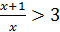 (x+1)/x > 3